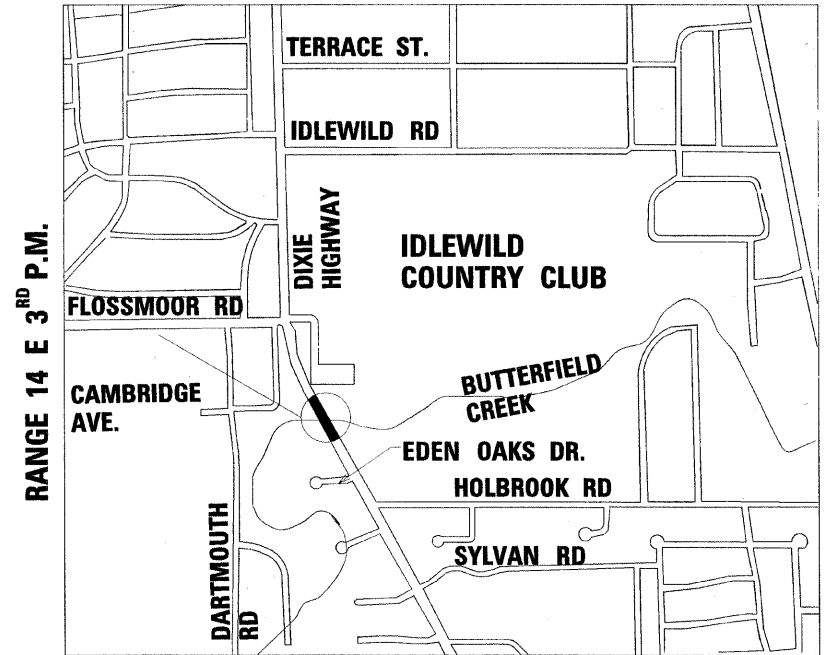 TERRACE ST.
IDLEWILD RD
DIXIE
HIGHWAY
IDLEWILD
COUNTRY CLUB
RANGE 14 E 3RD P.M.
FLOSSMOOR RD
CAMBRIDGE
AVE.
BUTTERFIELD
CREEK
EDEN OAKS DR.
HOLBROOK RD
DARTMOUTH
RD
SYLVAN RD